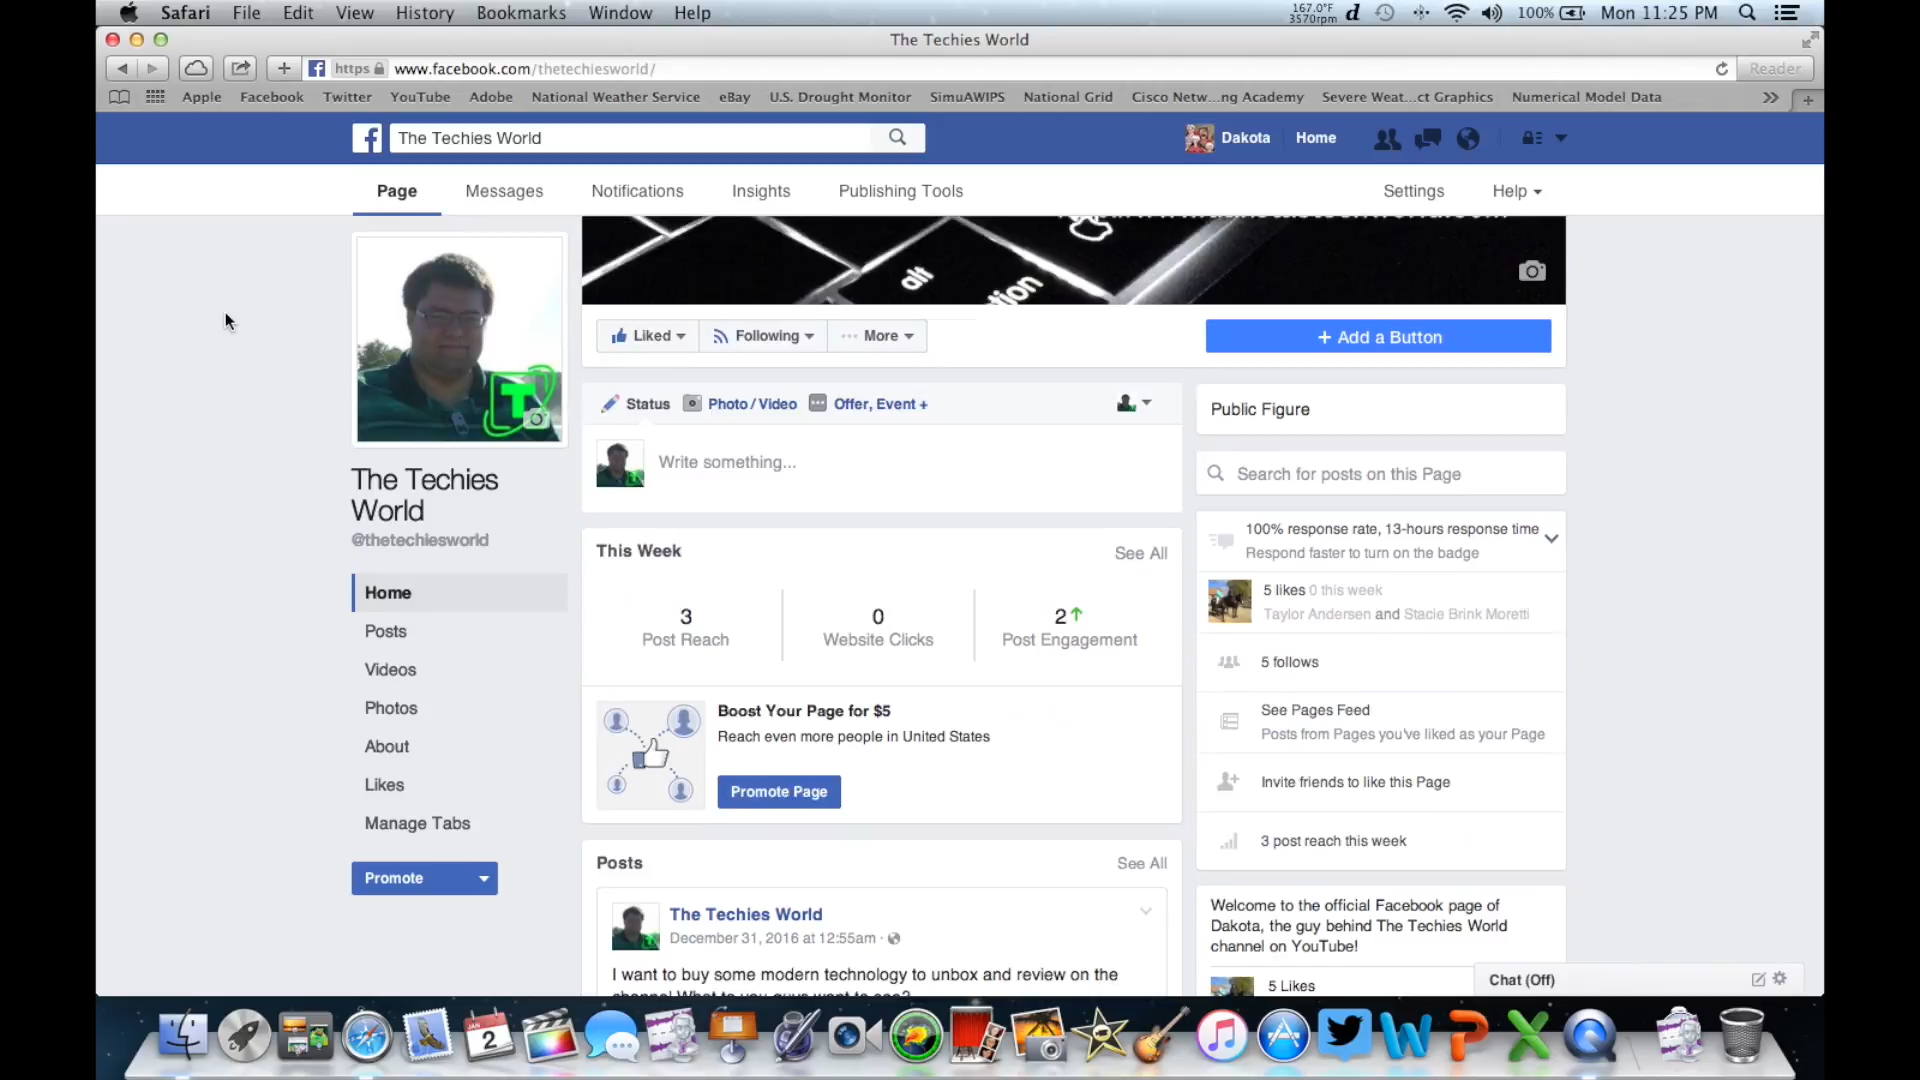 Safari File Edit View History Bookmarks Window Help
167.0°F
3570rpm
d
100%
Mon 11:25 PM
The Techies World
https
www.facebook.com/thetechiesworld/
Reader
Apple Facebook Twitter YouTube Adobe National Weather Service eBay U.S. Drought Monitor SimuAWIPS National Grid Cisco Netw...ng Academy Severe Weat...ct Graphics Numerical Model Data
The Techies World
Dakota Home
Page Messages Notifications Insights Publishing Tools Settings Help
alt
Liked Following More
+ Add a Button
Status Photo / Video Offer, Event +
Write something...
Public Figure
Search for posts on this Page
The Techies
World
@thetechiesworld
Home
Posts
Videos
Photos
About
Likes
Manage Tabs
Promote
This Week See All
3 0 2
Post Reach Website Clicks Post Engagement
Boost Your Page for $5
Reach even more people in United States
Promote Page
Posts See All
The Techies World
December 31, 2016 at 12:55am ·
I want to buy some modern technology to unbox and review on the
channel What to you guys want to see?
100% response rate, 13-hours response time
Respond faster to turn on the badge
5 likes 0 this week
Taylor Andersen and Stacie Brink Moretti
5 follows
See Pages Feed
Posts from Pages you've liked as your Page
Invite friends to like this Page
3 post reach this week
Welcome to the official Facebook page of
Dakota, the guy behind The Techies World
channel on YouTube!
5 Likes
Chat (Off)
JAN
2